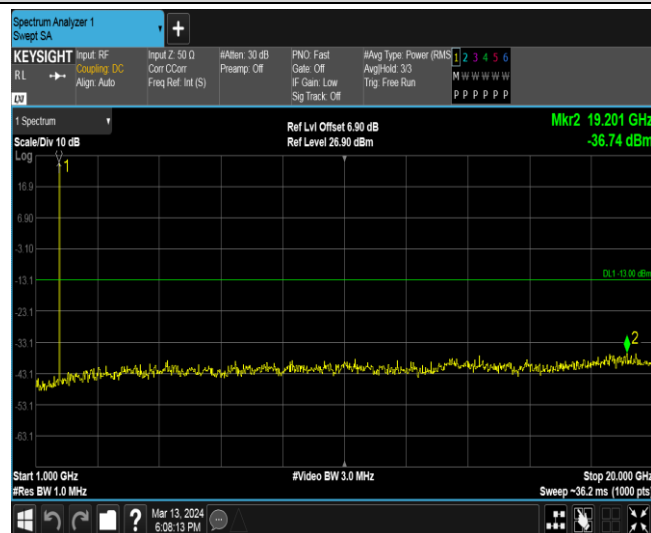 Spectrum Analyzer 1
Swept SA
+
KEYSIGHT
RL
LXI
Input: RF
Coupling: DC
Align: Auto
Input Z: 50 Ω
Corr CCorr
Freq Ref: Int (S)
#Atten: 30 dB
Preamp: Off
PNO: Fast
Gate: Off
IF Gain: Low
Sig Track: Off
#Avg Type: Power (RMS
Avg|Hold: 3/3
Trig: Free Run
1 2 3 4 5 6
M W W W W W
P P P P P P
1 Spectrum
Scale/Div 10 dB
Log
Ref Lvl Offset 6.90 dB
Ref Level 26.90 dBm
Mkr2 19.201 GHz
-36.74 dBm
1
16.9
6.90
-3.10
DL1 -13.00 dBm
-13.1
-23.1
-33.1
2
-43.1
-53.1
-63.1
Start 1.000 GHz
#Res BW 1.0 MHz
#Video BW 3.0 MHz
Stop 20.000 GHz
Sweep ~36.2 ms (1000 pts)
?
Mar 13, 2024
6:08:13 PM